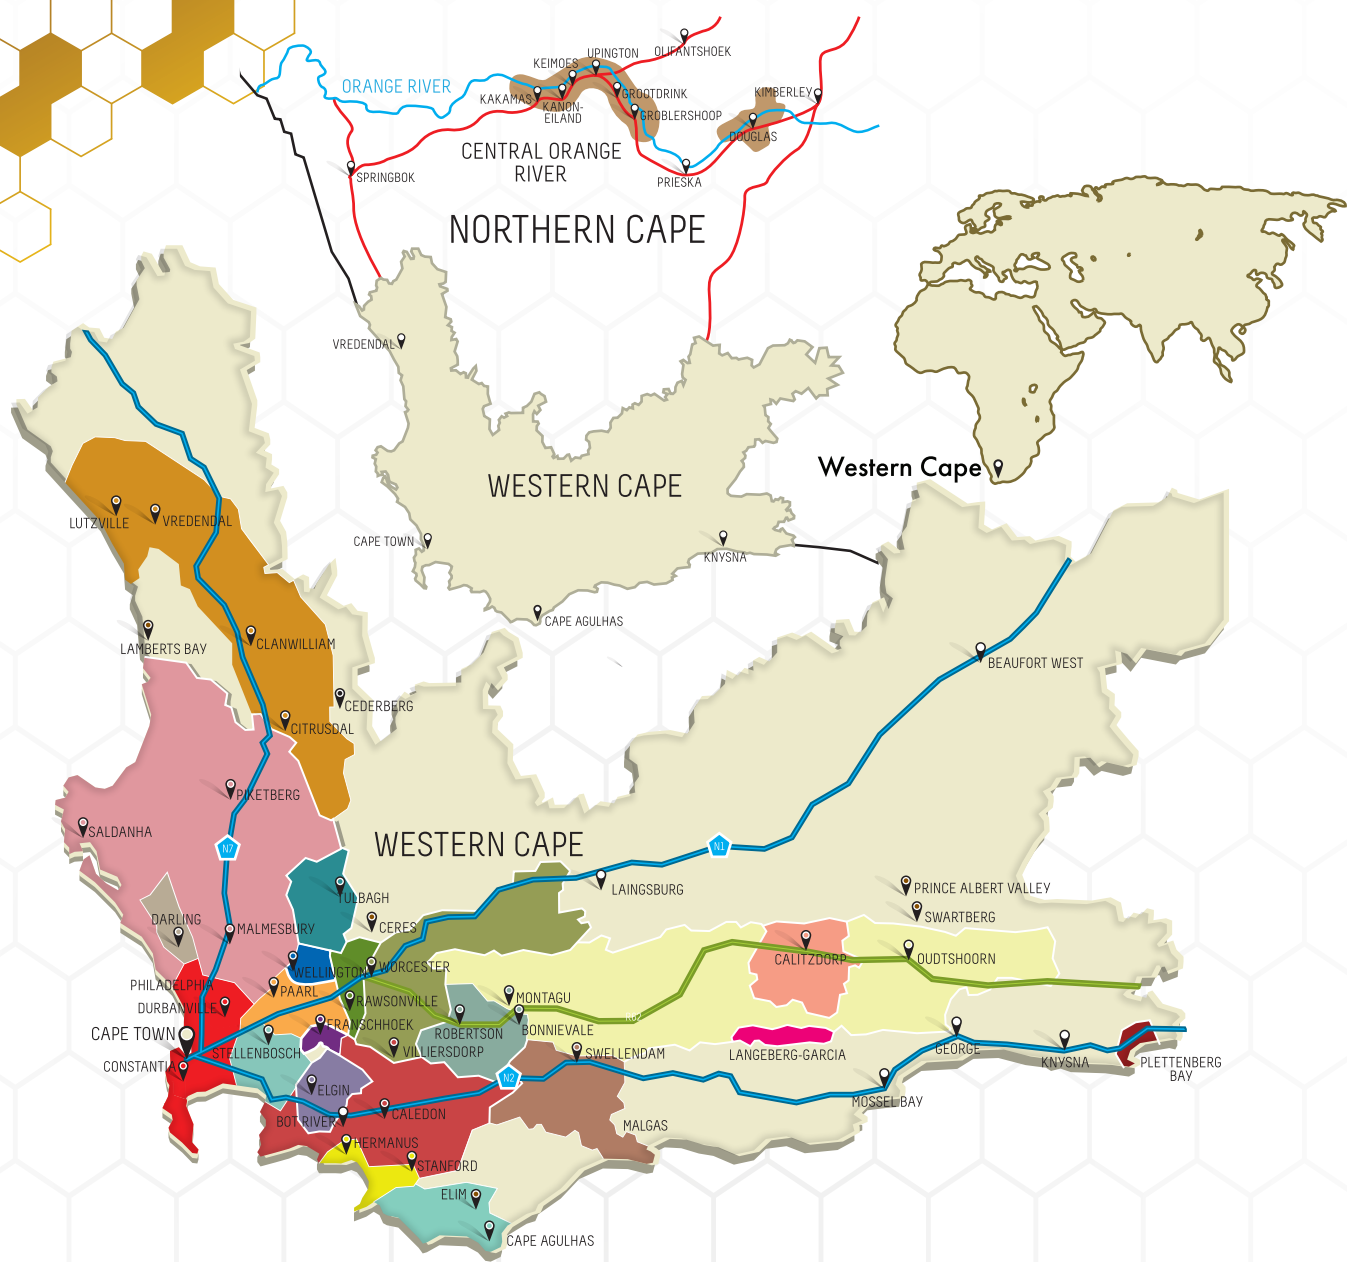 OLIFANTSHOEK
UPINGTON
KEIMOES
ORANGE RIVER
KAKAMAS
KANON-
EILAND
GROOTDRINK
GROBLERSHOOP
KIMBERLEY
DOUGLAS
CENTRAL ORANGE
RIVER
SPRINGBOK
PRIESKA
NORTHERN CAPE
VREDENDAL
Western Cape
WESTERN CAPE
CAPE TOWN
KNYSNA
CAPE AGULHAS
LUTZVILLE
VREDENDAL
LAMBERTS BAY
CLANWILLIAM
BEAUFORT WEST
CEDERBERG
CITRUSDAL
PIKETBERG
SALDANHA
WESTERN CAPE
N7
N1
LAINGSBURG
PRINCE ALBERT VALLEY
TULBAGH
SWARTBERG
DARLING
MALMESBURY
CERES
CALITZDORP
OUDTSHOORN
WELLINGTON
WORCESTER
PHILADELPHIA
PAARL
RAWSONVILLE
MONTAGU
DURBANVILLE
R62
FRANSCHHOEK
ROBERTSON
BONNIEVALE
CAPE TOWN
STELLENBOSCH
VILLIERSDORP
SWELLENDAM
LANGEBERG-GARCIA
GEORGE
KNYSNA
PLETTENBERG
BAY
CONSTANTIA
N2
ELGIN
MOSSEL BAY
BOT RIVER
CALEDON
MALGAS
HERMANUS
STANFORD
ELIM
CAPE AGULHAS